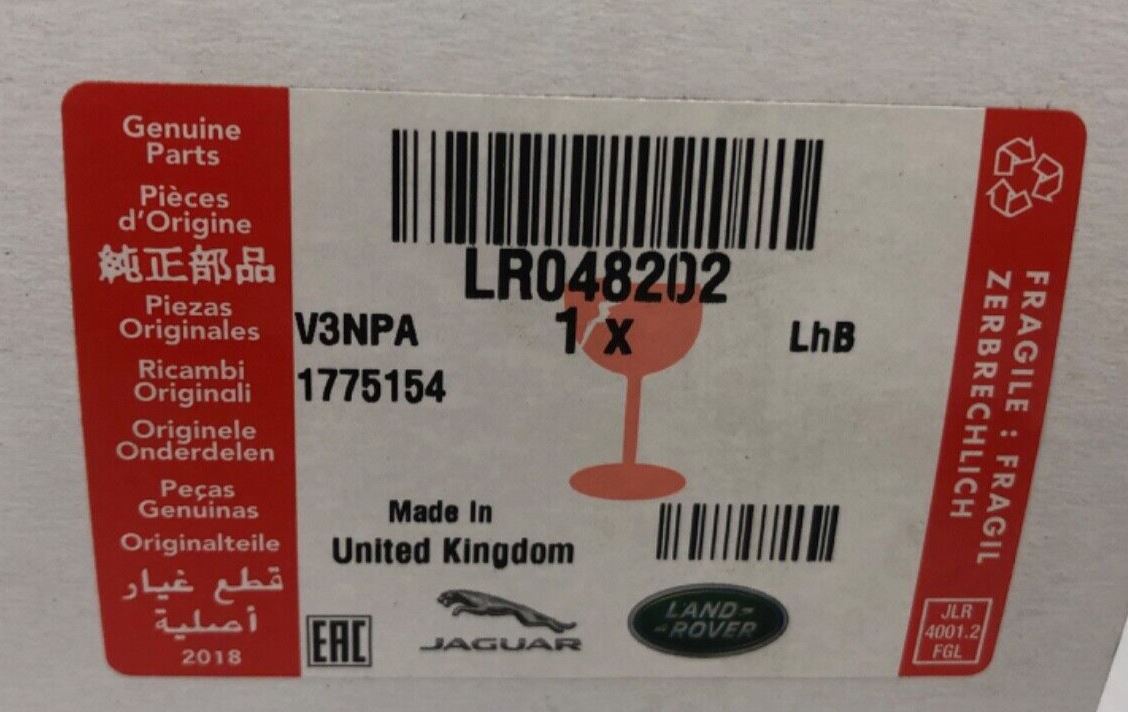 Genuine
Parts
Pièces
d'Origine
純正部品
Piezas
Originales
Ricambi
Originali
Originele
Onderdelen
Peças
Genuinas
Originalteile
قطع غيار
أصلية
2018
LR048202
V3NPA
1 x
LhB
1775154
Made In
United Kingdom
EAC
JAGUAR
LAND-
-ROVER
FRAGILE : FRAGIL
ZERBRECHLICH
JLR
4001.2
FGL